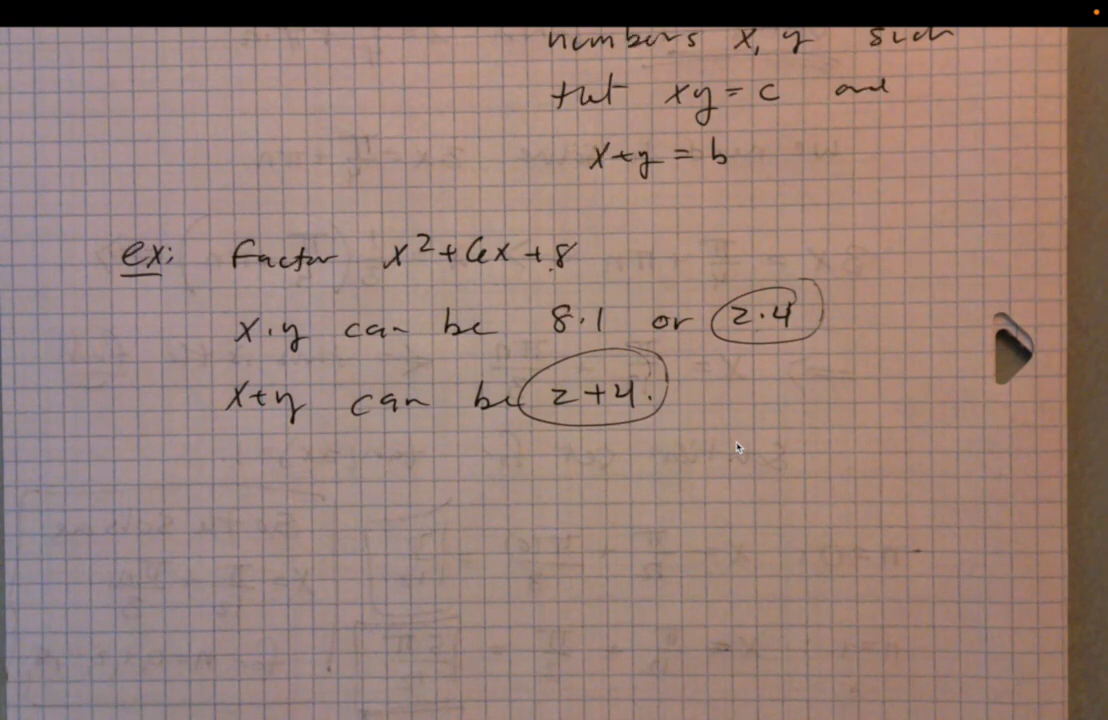 numbers x, y such
that xy = c and
x+y = b
ex: Factor x²+6x+8
x·y can be 8·1 or 2·4
x+y can be 2+4.